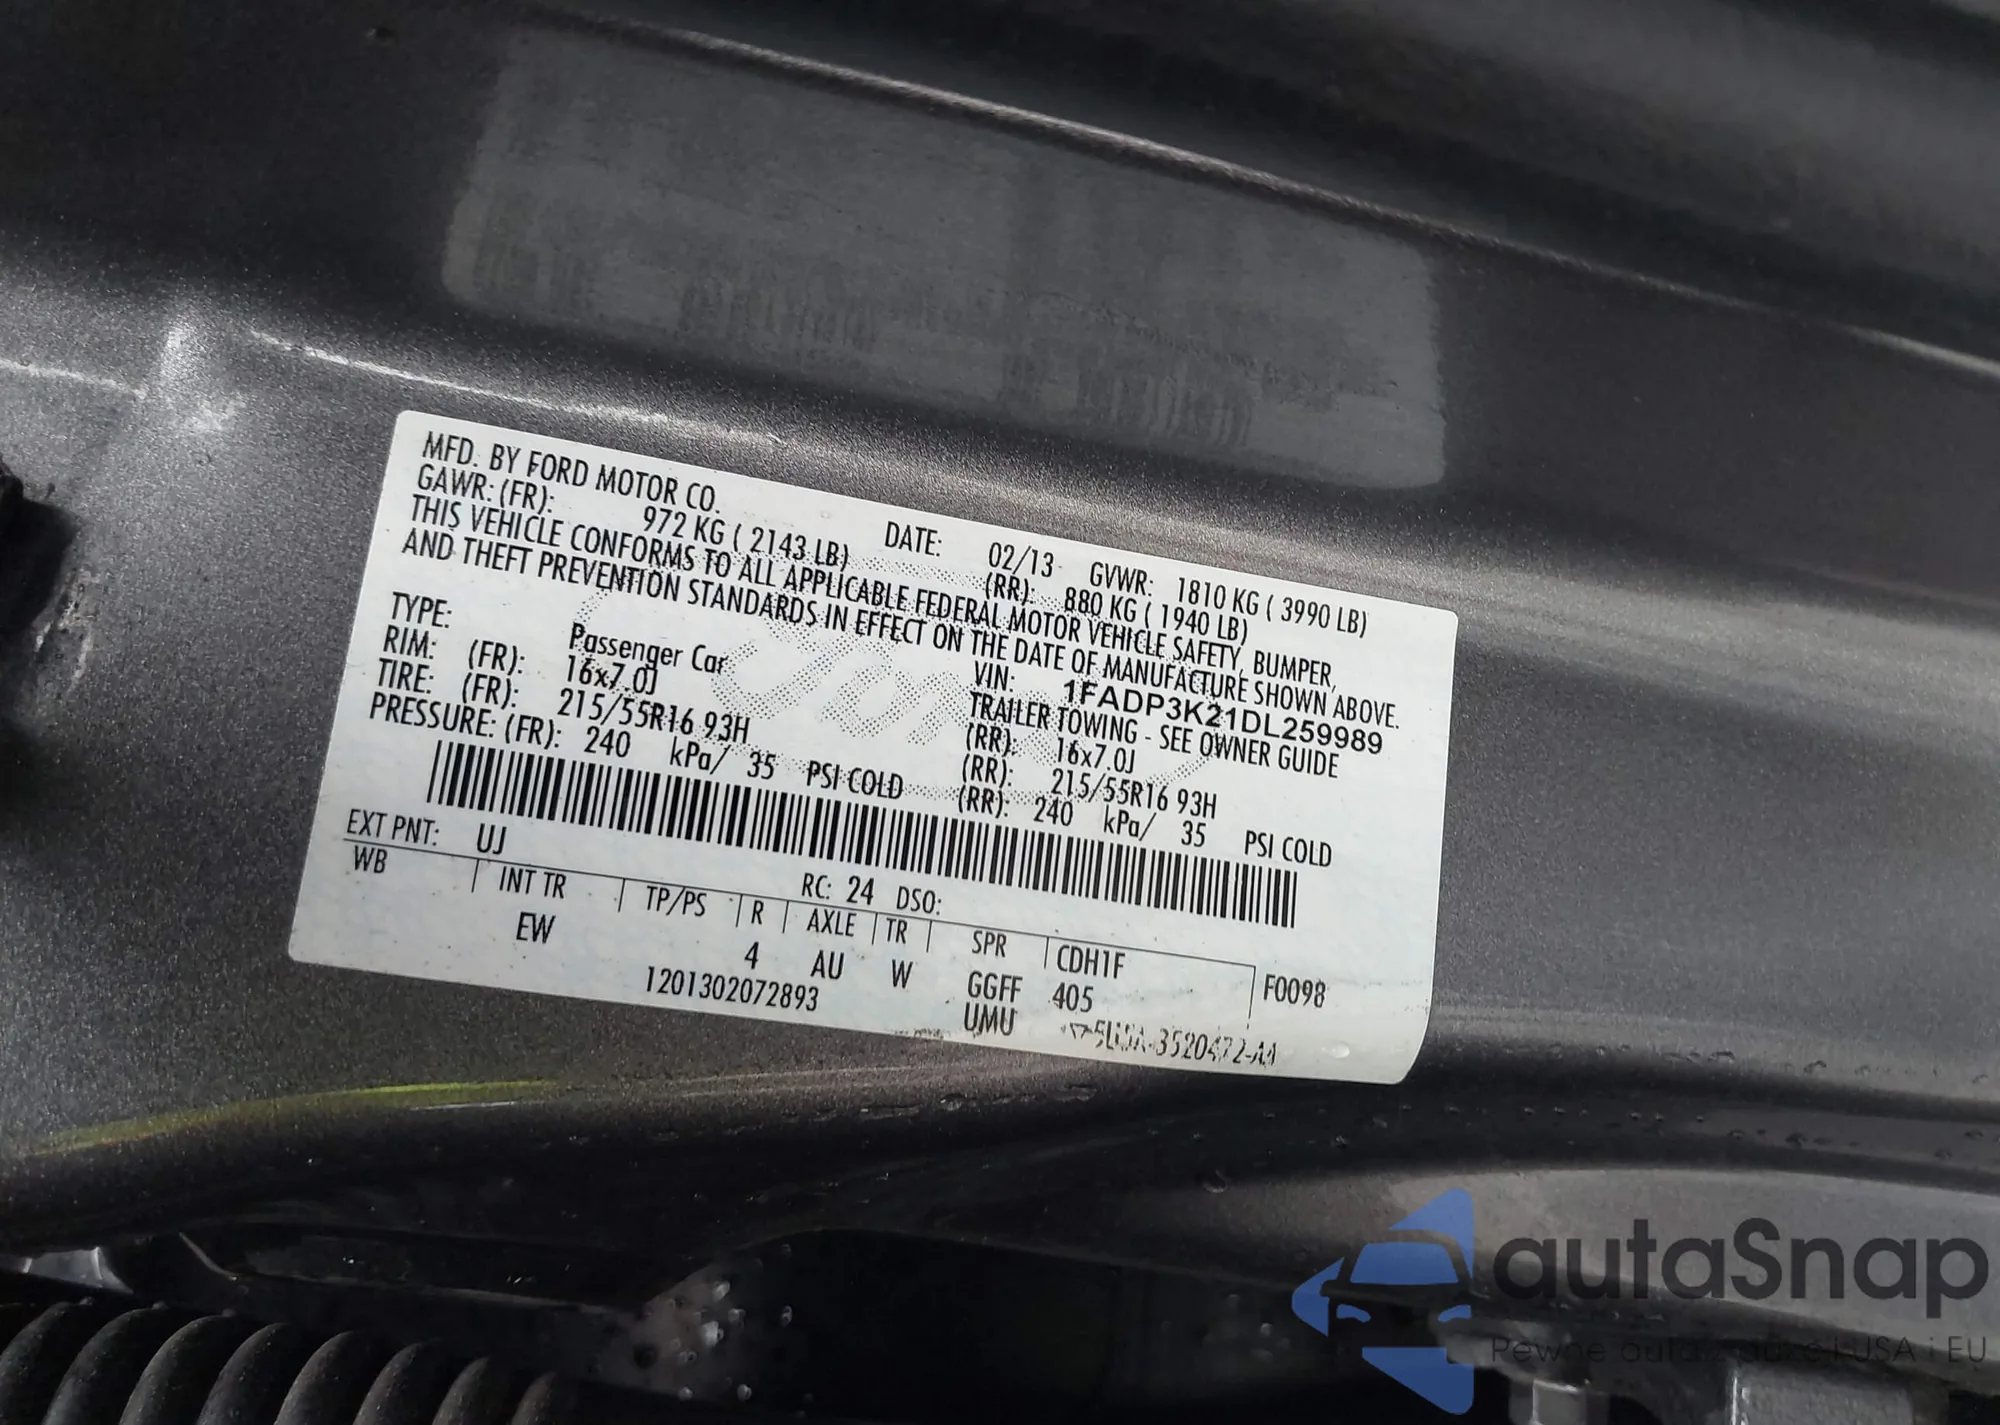 MFD. BY FORD MOTOR CO.
DATE: 02/13 GVWR: 1810 KG ( 3990 LB)
GAWR: (FR): 972 KG ( 2143 LB) (RR): 880 KG ( 1940 LB)
THIS VEHICLE CONFORMS TO ALL APPLICABLE FEDERAL MOTOR VEHICLE SAFETY, BUMPER,
AND THEFT PREVENTION STANDARDS IN EFFECT ON THE DATE OF MANUFACTURE SHOWN ABOVE.
VIN: 1FADP3K21DL259989
TYPE: Passenger Car TRAILER TOWING - SEE OWNER GUIDE
RIM: (FR): 16x7.0J (RR): 16x7.0J
TIRE: (FR): 215/55R16 93H (RR): 215/55R16 93H
PRESSURE: (FR): 240 kPa/ 35 PSI COLD (RR): 240 kPa/ 35 PSI COLD
EXT PNT: UJ RC: 24 DSO:
WB INT TR TP/PS R AXLE TR SPR CDH1F F0098
EW 4 AU W GGFF 405
1201302072893 UMU 3520472-AA
autaSnap
USA i EU